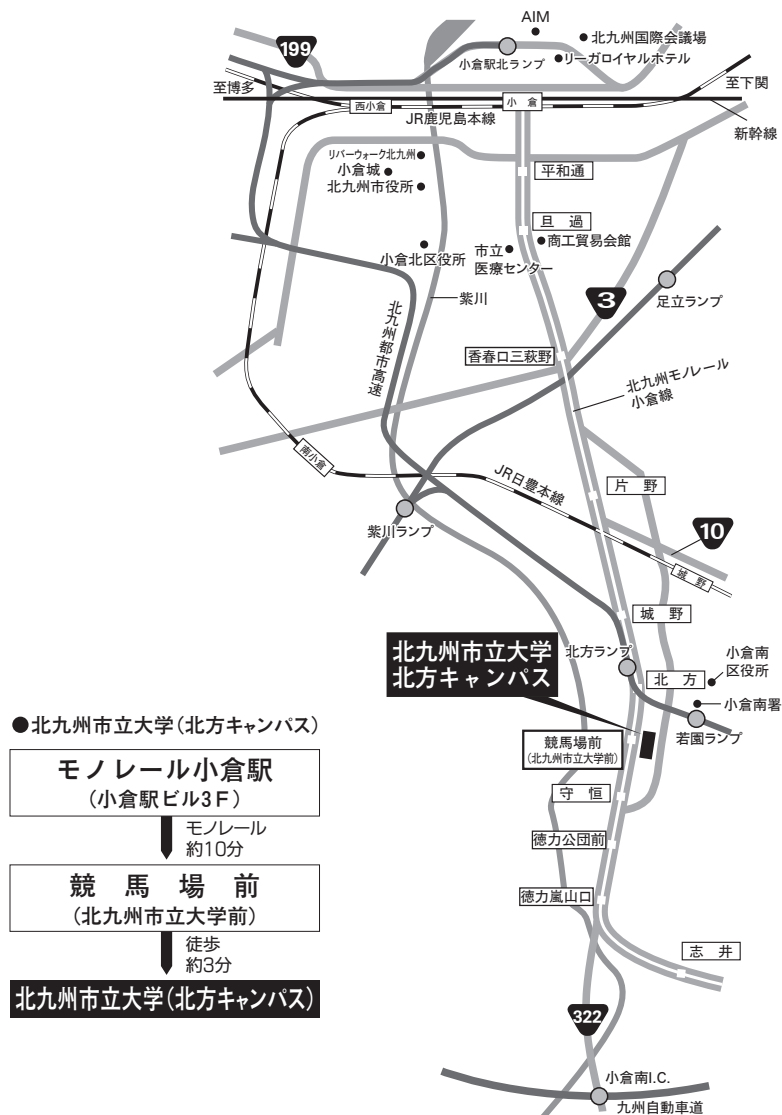 AIM
199
北九州国際会議場
小倉駅北ランプ
リーガロイヤルホテル
至博多
至下関
西小倉
小倉
JR鹿児島本線
新幹線
リバーウォーク北九州
小倉城
北九州市役所
平和通
旦過
商工貿易会館
小倉北区役所
市立
医療センター
紫川
3
足立ランプ
北九州都市高速
香春口三萩野
北九州モノレール
小倉線
南小倉
JR日豊本線
片野
紫川ランプ
10
城野
城野
北九州市立大学
北方キャンパス
北方ランプ
小倉南
区役所
北方
小倉南署
若園ランプ
競馬場前
(北九州市立大学前)
守恒
徳力公団前
徳力嵐山口
志井
322
小倉南I.C.
九州自動車道
●北九州市立大学(北方キャンパス)
モノレール小倉駅
(小倉駅ビル3F)
モノレール
約10分
競馬場前
(北九州市立大学前)
徒歩
約3分
北九州市立大学(北方キャンパス)